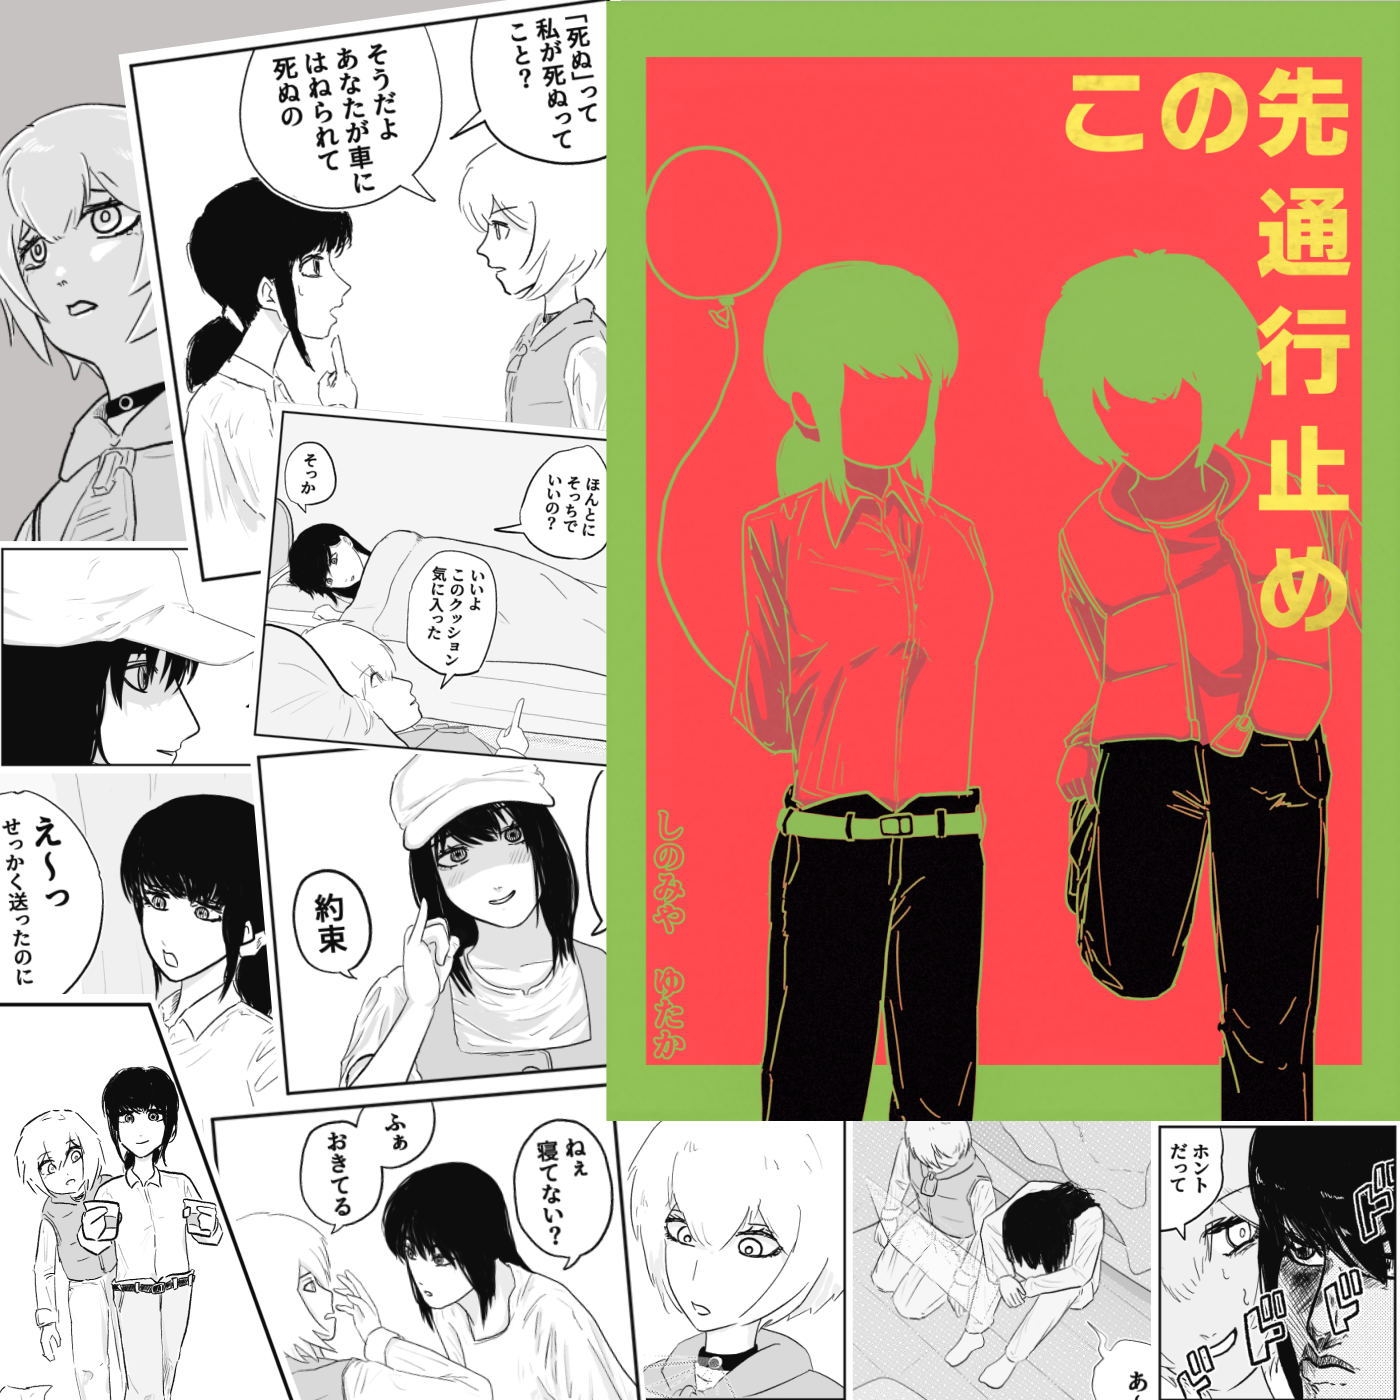 「死ぬ」って
私が死ぬって
こと？
そうだよ
あなたが車に
はねられて
死ぬの
この先
通行止め
ほんとに
そっちで
いいの？
そっか
いいよ
このクッション
気に入った
え〜っ
せっかく送ったのに
約束
しのみや　ゆたか
ねぇ
寝てない？
ふぁ
おきてる
あん
ホント
だって
ドド
ドド
ドド